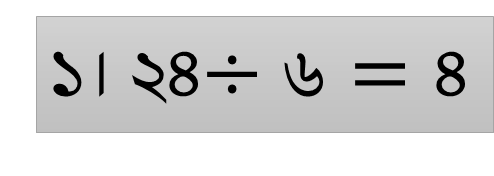 ১। ২৪÷ ৬ = ৪